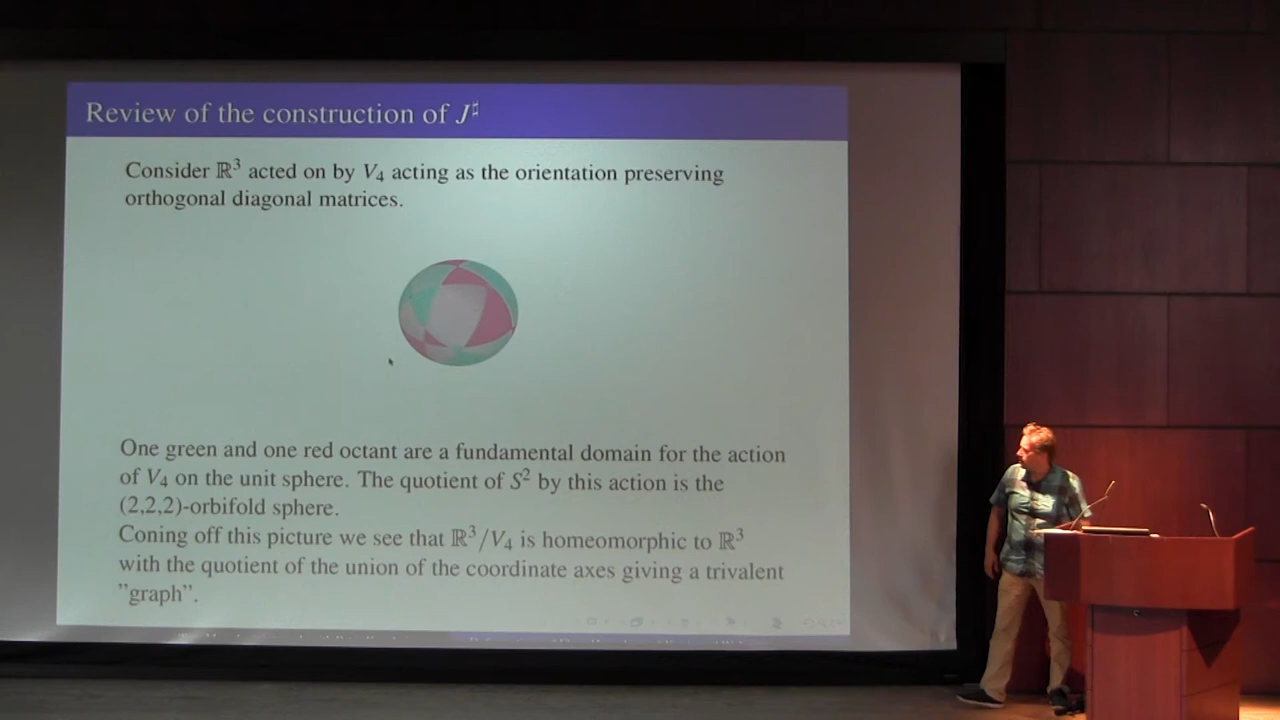 Review of the construction of J♮
Consider ℝ³ acted on by V₄ acting as the orientation preserving
orthogonal diagonal matrices.
One green and one red octant are a fundamental domain for the action
of V₄ on the unit sphere. The quotient of S² by this action is the
(2,2,2)-orbifold sphere.
Coning off this picture we see that ℝ³/V₄ is homeomorphic to ℝ³
with the quotient of the union of the coordinate axes giving a trivalent
”graph”.